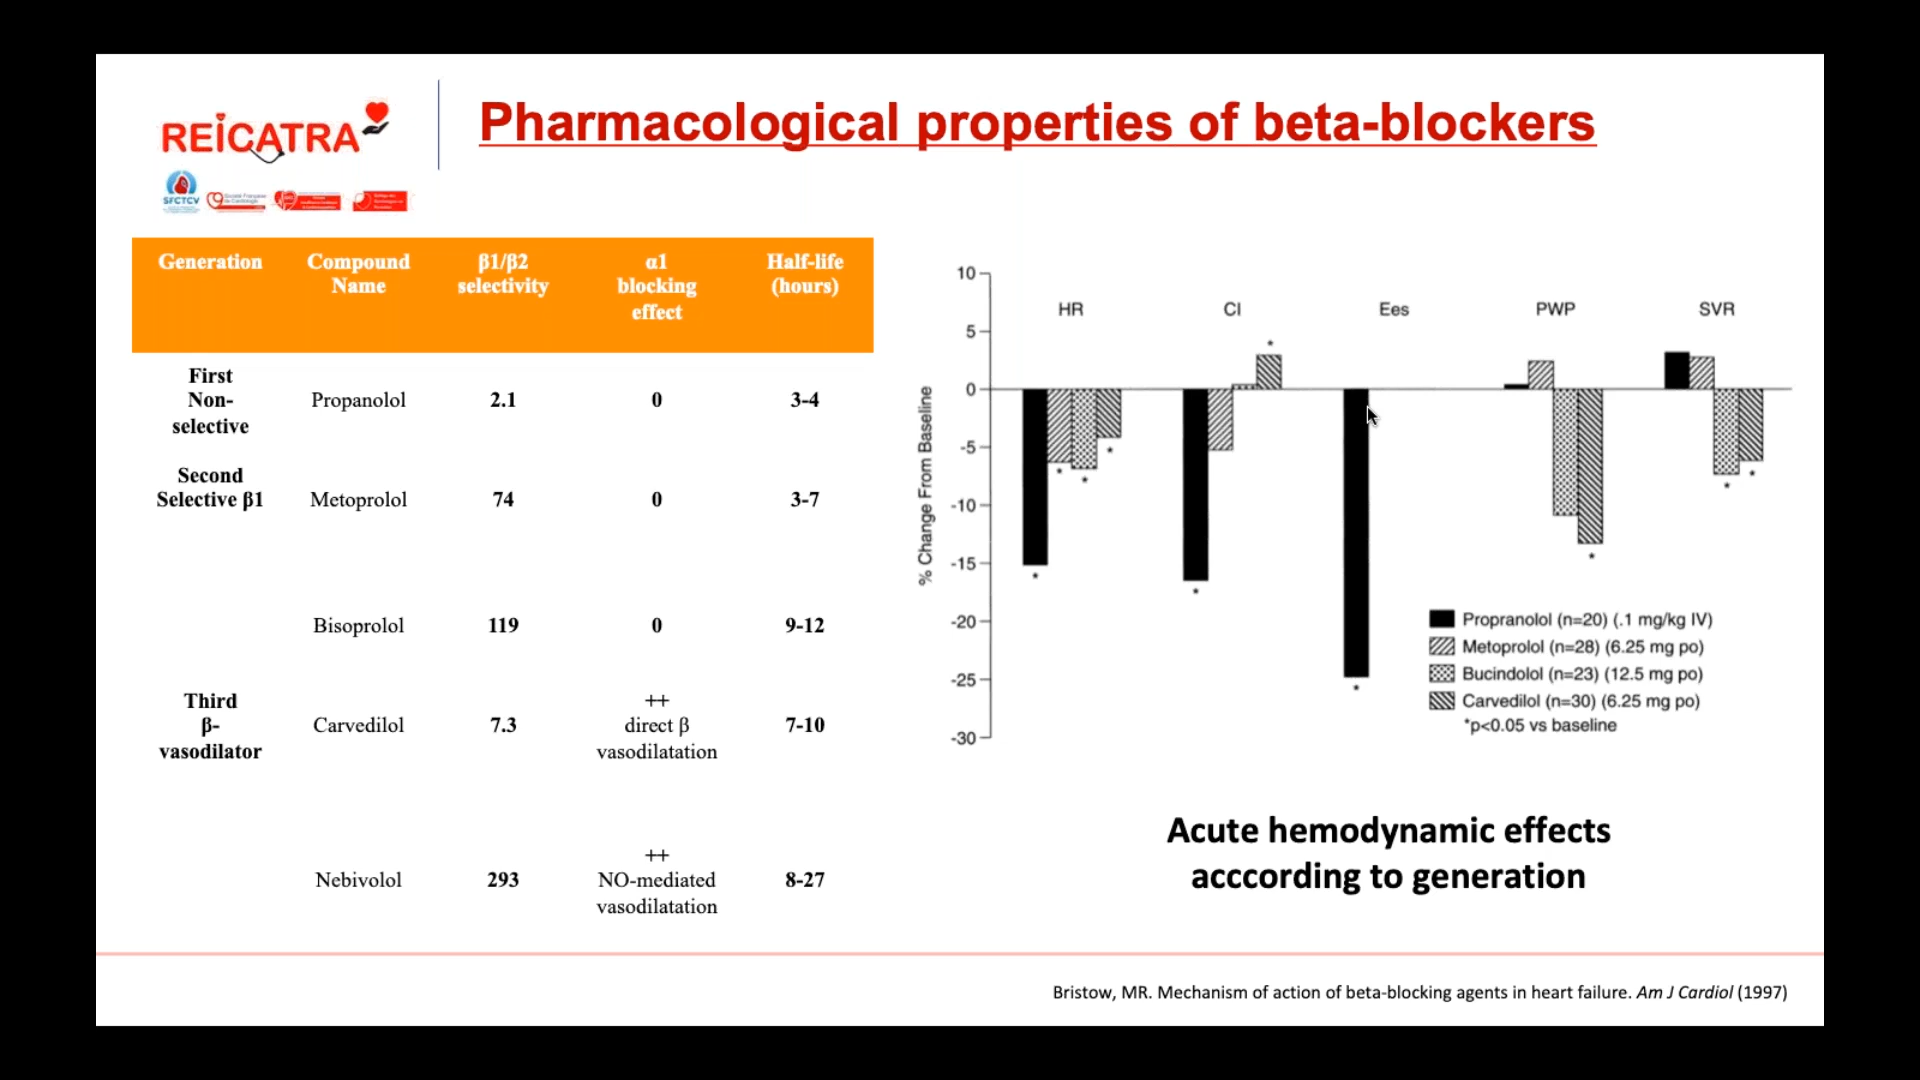 REICATRA
SFCTCV
Pharmacological properties of beta-blockers
Generation
Compound
Name
β1/β2
selectivity
α1
blocking
effect
Half-life
(hours)
First
Non-
selective
Propanolol
2.1
0
3-4
Second
Selective β1
Metoprolol
74
0
3-7
Bisoprolol
119
0
9-12
Third
β-
vasodilator
Carvedilol
7.3
++
direct β
vasodilatation
7-10
Nebivolol
293
++
NO-mediated
vasodilatation
8-27
% Change From Baseline
10
5
0
-5
-10
-15
-20
-25
-30
HR
CI
Ees
PWP
SVR
*
*
*
*
*
*
*
*
*
*
Propranolol (n=20) (.1 mg/kg IV)
Metoprolol (n=28) (6.25 mg po)
Bucindolol (n=23) (12.5 mg po)
Carvedilol (n=30) (6.25 mg po)
*p<0.05 vs baseline
Acute hemodynamic effects
acccording to generation
Bristow, MR. Mechanism of action of beta-blocking agents in heart failure. Am J Cardiol (1997)